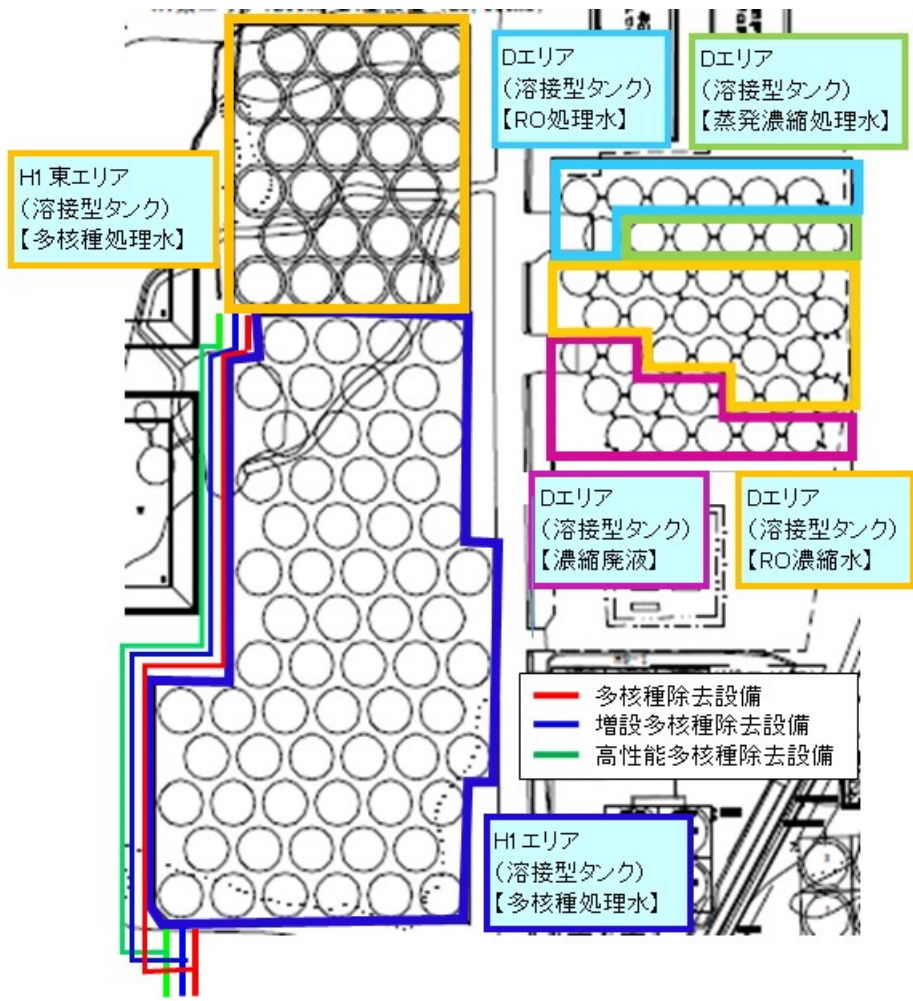 Dエリア
(溶接型タンク)
【RO処理水】
Dエリア
(溶接型タンク)
【蒸発濃縮処理水】
H1 東エリア
(溶接型タンク)
【多核種処理水】
Dエリア
(溶接型タンク)
【濃縮廃液】
Dエリア
(溶接型タンク)
【RO濃縮水】
多核種除去設備
増設多核種除去設備
高性能多核種除去設備
H1 エリア
(溶接型タンク)
【多核種処理水】